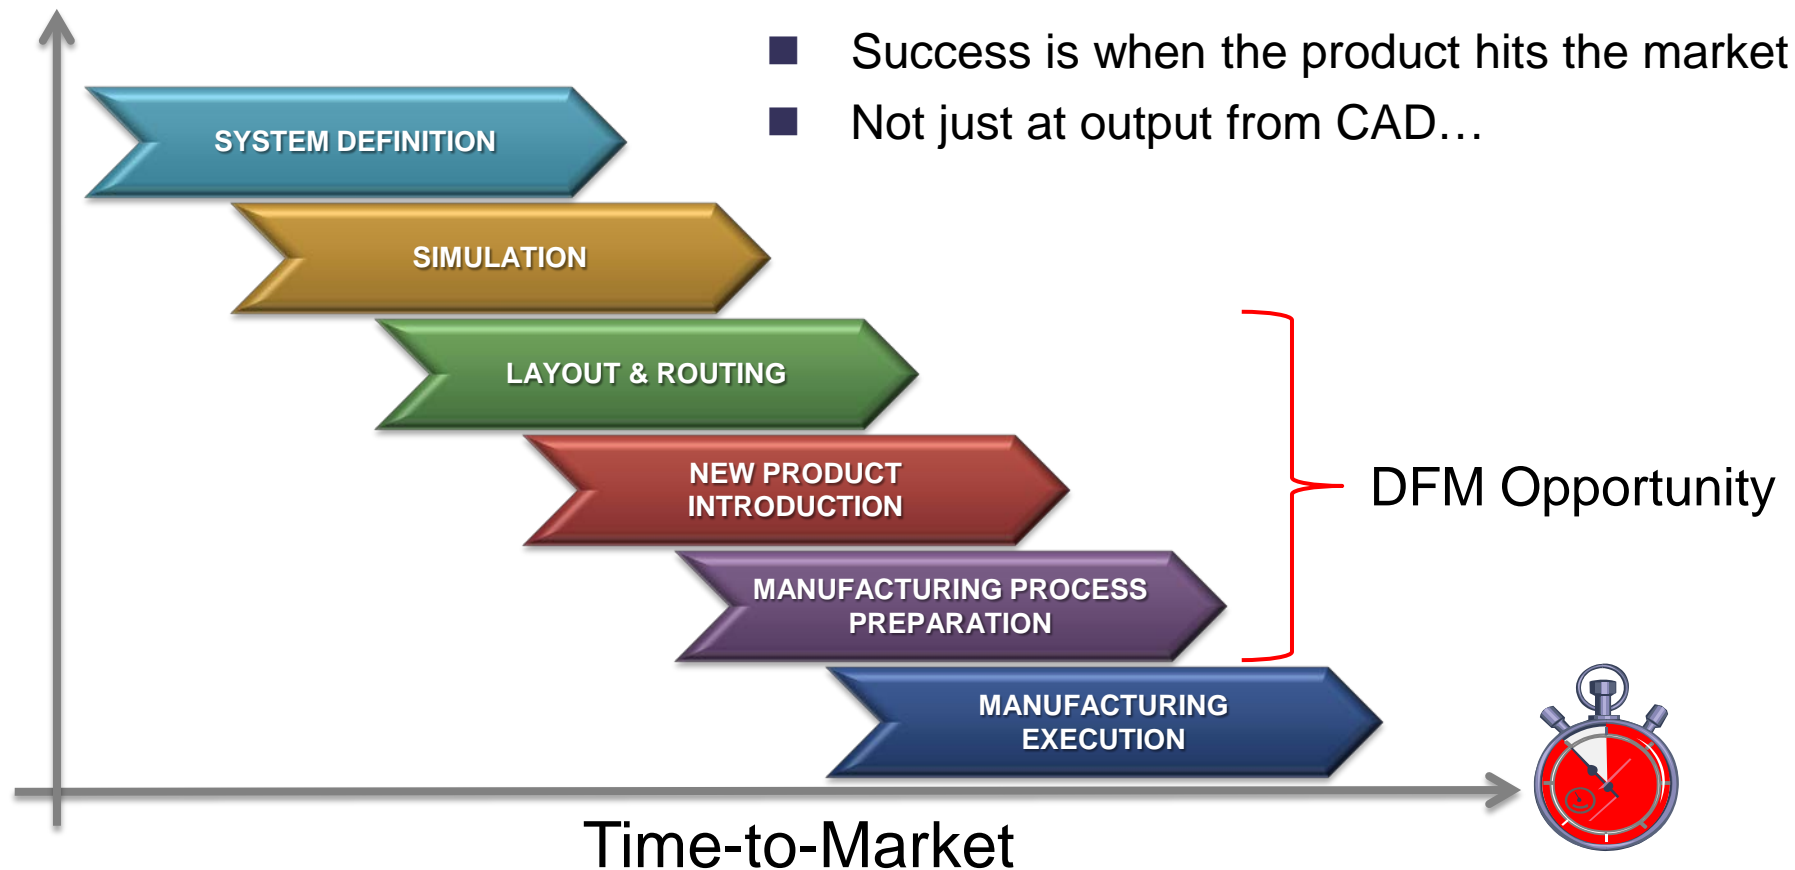 Success is when the product hits the market
Not just at output from CAD…
SYSTEM DEFINITION
SIMULATION
LAYOUT & ROUTING
NEW PRODUCT
INTRODUCTION
DFM Opportunity
MANUFACTURING PROCESS
PREPARATION
MANUFACTURING
EXECUTION
Time-to-Market